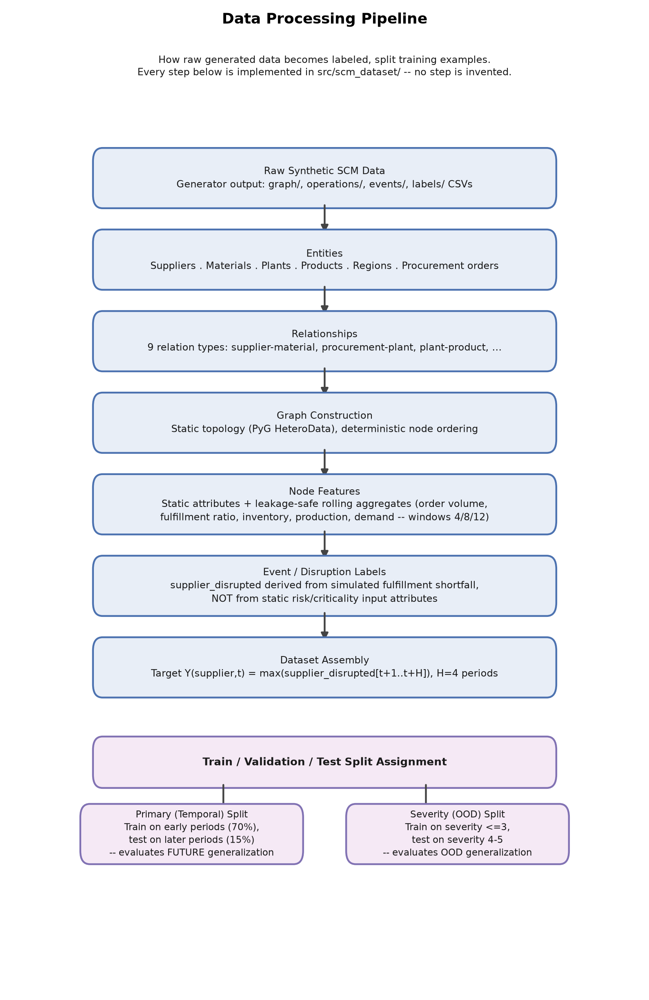 Data Processing Pipeline
How raw generated data becomes labeled, split training examples.
Every step below is implemented in src/scm_dataset/ -- no step is invented.
Raw Synthetic SCM Data
Generator output: graph/, operations/, events/, labels/ CSVs
Entities
Suppliers . Materials . Plants . Products . Regions . Procurement orders
Relationships
9 relation types: supplier-material, procurement-plant, plant-product, ...
Graph Construction
Static topology (PyG HeteroData), deterministic node ordering
Node Features
Static attributes + leakage-safe rolling aggregates (order volume,
fulfillment ratio, inventory, production, demand -- windows 4/8/12)
Event / Disruption Labels
supplier_disrupted derived from simulated fulfillment shortfall,
NOT from static risk/criticality input attributes
Dataset Assembly
Target Y(supplier,t) = max(supplier_disrupted[t+1..t+H]), H=4 periods
Train / Validation / Test Split Assignment
Primary (Temporal) Split
Train on early periods (70%),
test on later periods (15%)
-- evaluates FUTURE generalization
Severity (OOD) Split
Train on severity <=3,
test on severity 4-5
-- evaluates OOD generalization